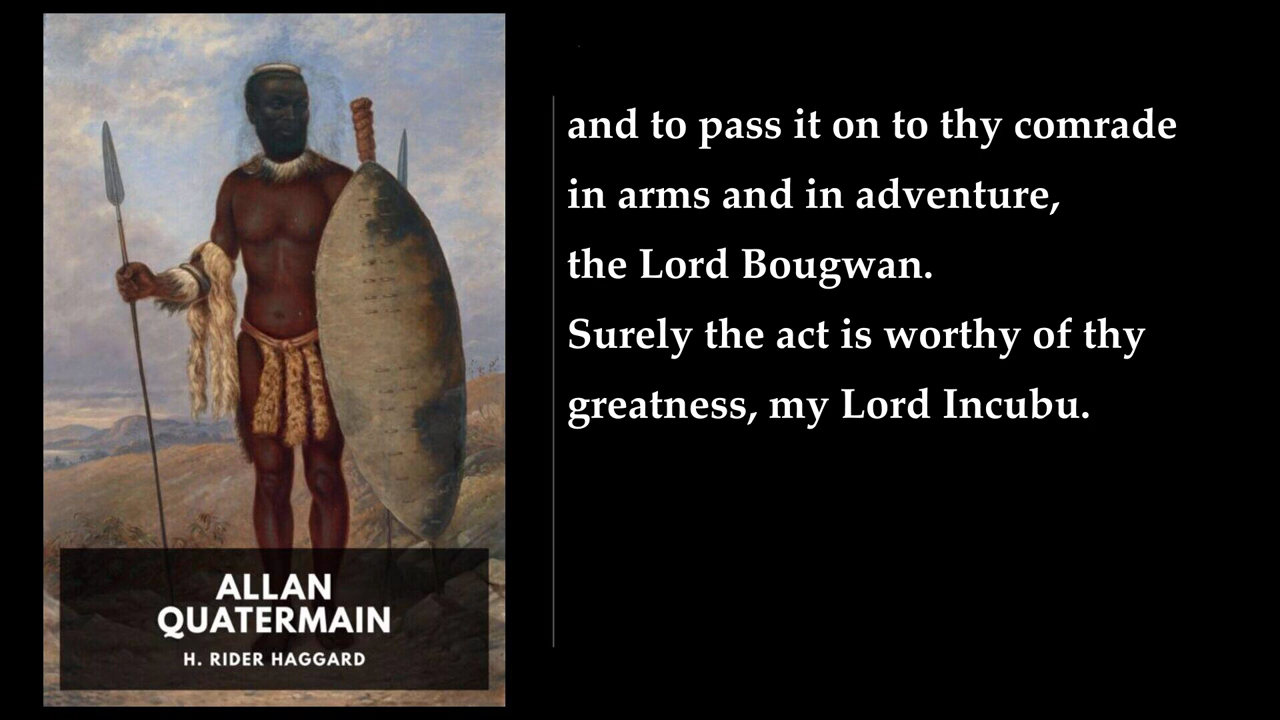 ALLAN
QUATERMAIN
H. RIDER HAGGARD
and to pass it on to thy comrade
in arms and in adventure,
the Lord Bougwan.
Surely the act is worthy of thy
greatness, my Lord Incubu.